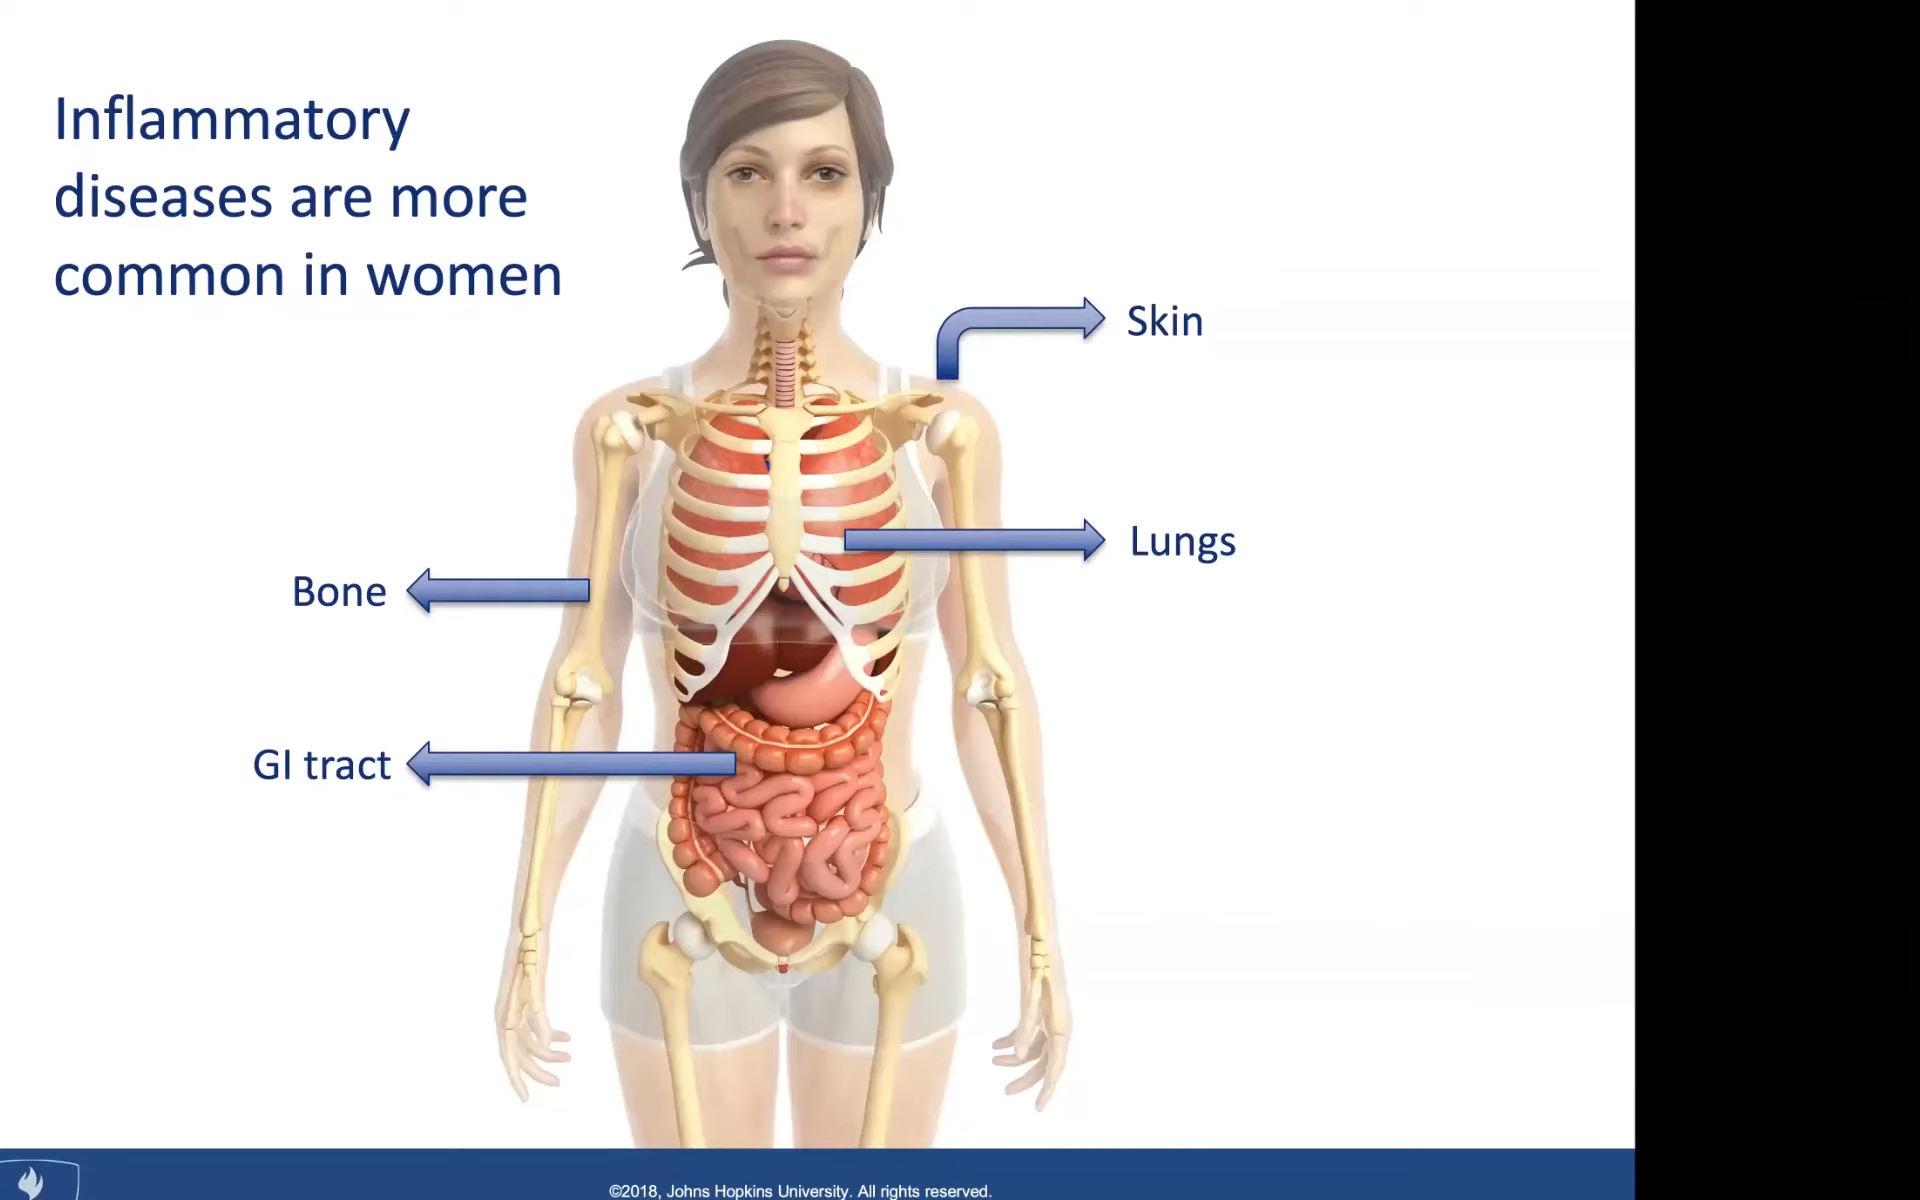 Inflammatory
diseases are more
common in women
Skin
Lungs
Bone
GI tract
©2018, Johns Hopkins University. All rights reserved.